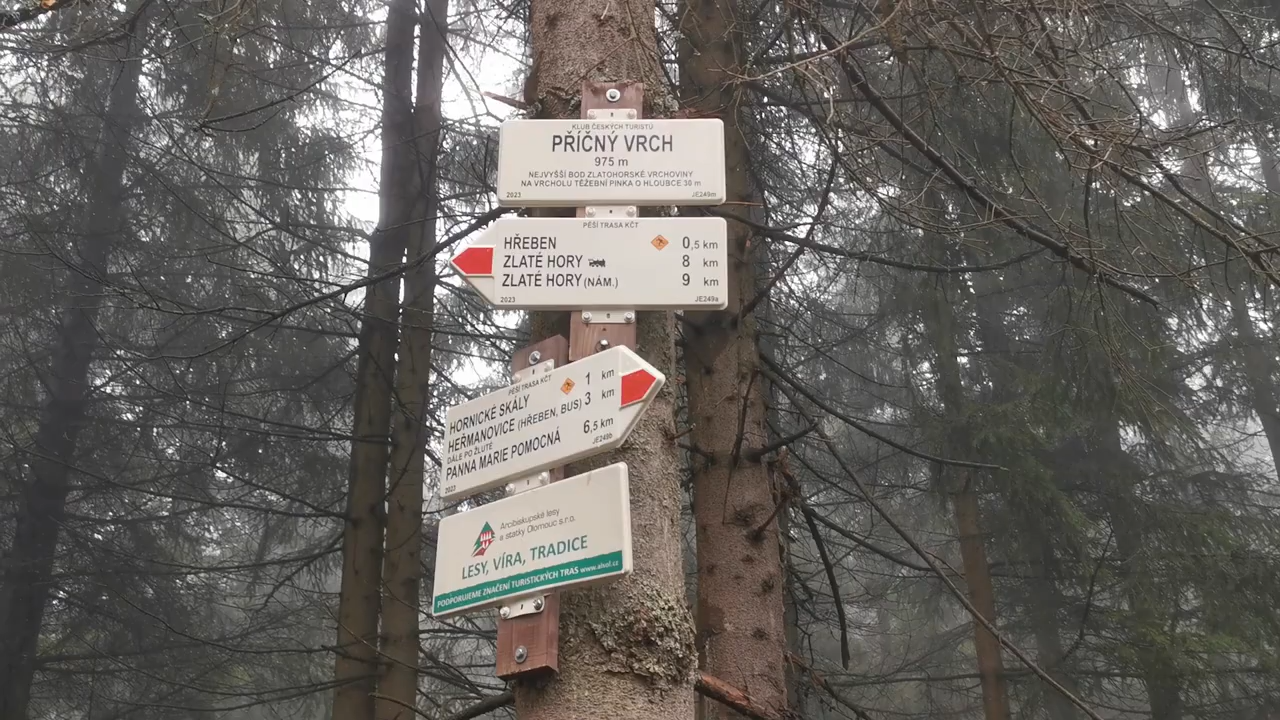 KLUB ČESKÝCH TURISTŮ
PŘÍČNÝ VRCH
975 m
NEJVYŠŠÍ BOD ZLATOHORSKÉ VRCHOVINY
NA VRCHOLU TĚŽEBNÍ PINKA O HLOUBCE 30 m
2023 JE249m
PĚŠÍ TRASA KČT
HŘEBEN 0,5 km
ZLATÉ HORY 8 km
ZLATÉ HORY (NÁM.) 9 km
2023 JE249a
PĚŠÍ TRASA KČT
HORNICKÉ SKÁLY 1 km
HEŘMANOVICE (HŘEBEN, BUS) 3 km
DÁLE PO ŽLUTÉ
PANNA MARIE POMOCNÁ 6,5 km
2023 JE249b
Arcibiskupské lesy
a statky Olomouc s.r.o.
LESY, VÍRA, TRADICE
PODPORUJEME ZNAČENÍ TURISTICKÝCH TRAS www.alsol.cz